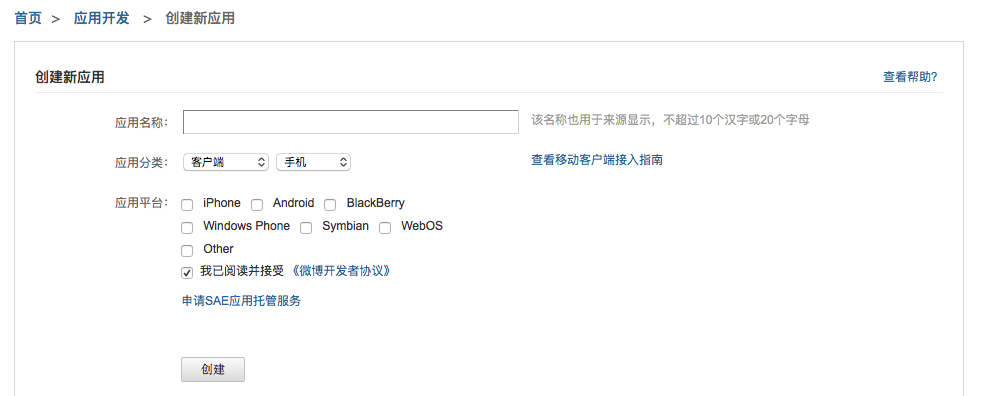 首页 > 应用开发 > 创建新应用
创建新应用 查看帮助?
应用名称： 该名称也用于来源显示，不超过10个汉字或20个字母
应用分类： 客户端 手机 查看移动客户端接入指南
应用平台： iPhone Android BlackBerry
Windows Phone Symbian WebOS
Other
我已阅读并接受 《微博开发者协议》
申请SAE应用托管服务
创建